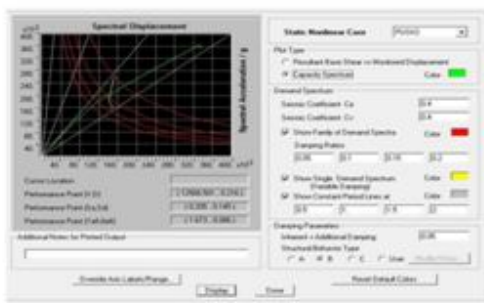 Spectral Displacement
Spectral Acceleration / g
Cursor Location
Performance Point (V,D)
Performance Point (Sa,Sd)
Performance Point (Teff,Beff)
Additional Notes for Printed Output
Override Axis Labels/Range...
Display
Done
Static Nonlinear Case
Plot Type
Resultant Base Shear vs Monitored Displacement
Capacity Spectrum
Color
Demand Spectrum
Seismic Coefficient Ca
0.4
Seismic Coefficient Cv
0.4
Show Family of Demand Spectra
Color
Damping Ratios
0.05
0.1
0.15
0.2
Show Single Demand Spectrum
Color
(Variable Damping)
Show Constant Period Lines at
Color
0.5
1
1.5
2
Damping Parameters
Inherent + Additional Damping
0.05
Structural Behavior Type
A
B
C
User
Reset Default Colors